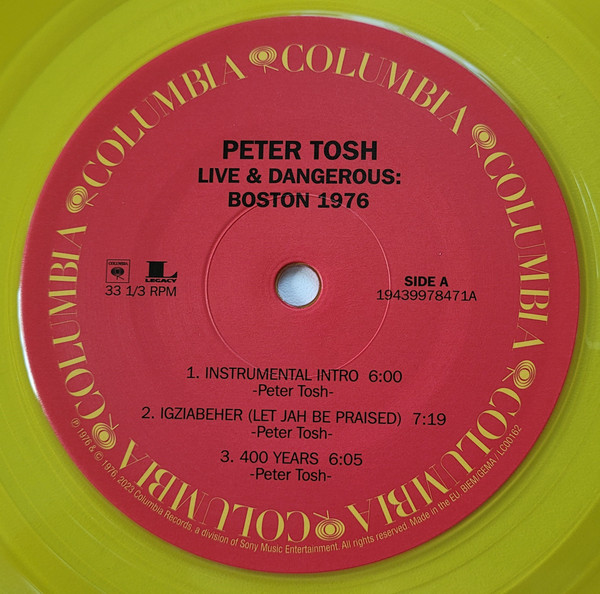 COLUMBIA COLUMBIA COLUMBIA COLUMBIA COLUMBIA COLUMBIA COLUMBIA
PETER TOSH
LIVE & DANGEROUS:
BOSTON 1976
COLUMBIA
LEGACY
33 1/3 RPM
SIDE A
19439978471A
1. INSTRUMENTAL INTRO 6:00
-Peter Tosh-
2. IGZIABEHER (LET JAH BE PRAISED) 7:19
-Peter Tosh-
3. 400 YEARS 6:05
-Peter Tosh-
℗ 1976 & © 1976, 2023 Columbia Records, a division of Sony Music Entertainment. All rights reserved. Made in the EU. BIEM/GEMA / LC00162